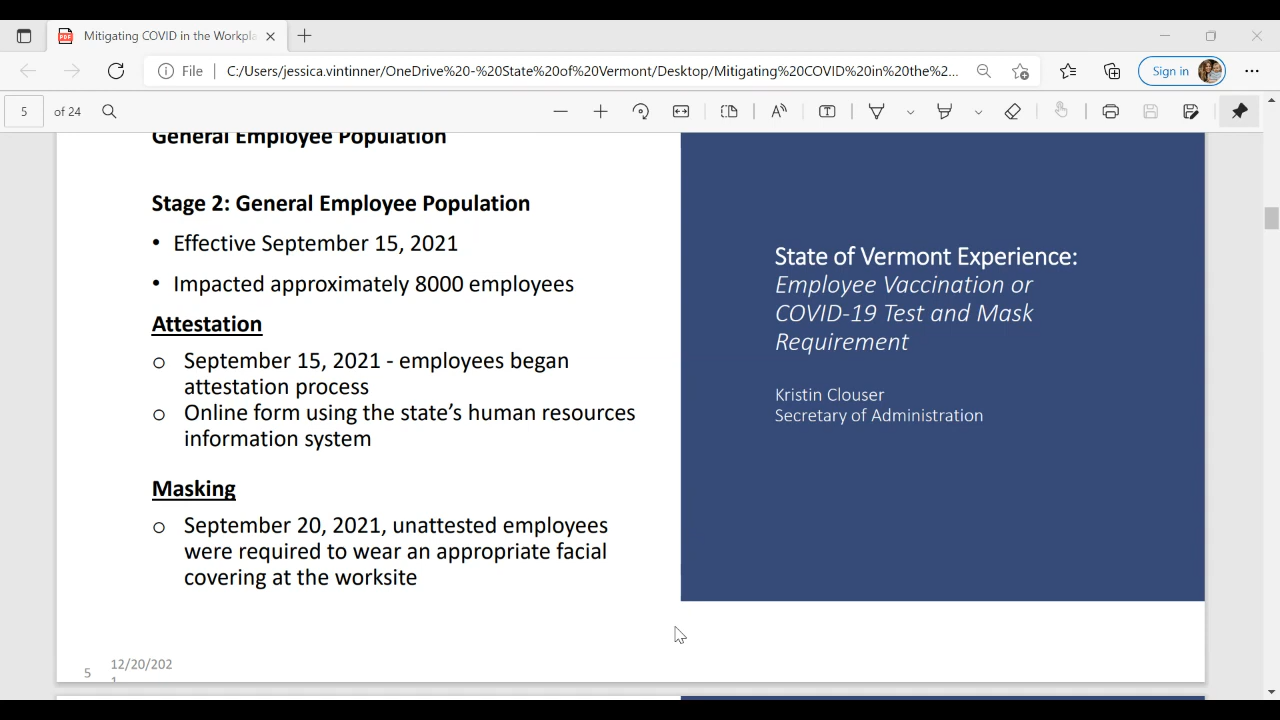 Mitigating COVID in the Workpla
File
C:/Users/jessica.vintinner/OneDrive%20-%20State%20of%20Vermont/Desktop/Mitigating%20COVID%20in%20the%2...
Sign in
5 of 24
General Employee Population
Stage 2: General Employee Population
• Effective September 15, 2021
• Impacted approximately 8000 employees
Attestation
o September 15, 2021 - employees began
attestation process
o Online form using the state's human resources
information system
Masking
o September 20, 2021, unattested employees
were required to wear an appropriate facial
covering at the worksite
State of Vermont Experience:
Employee Vaccination or
COVID-19 Test and Mask
Requirement
Kristin Clouser
Secretary of Administration
5
12/20/202
1